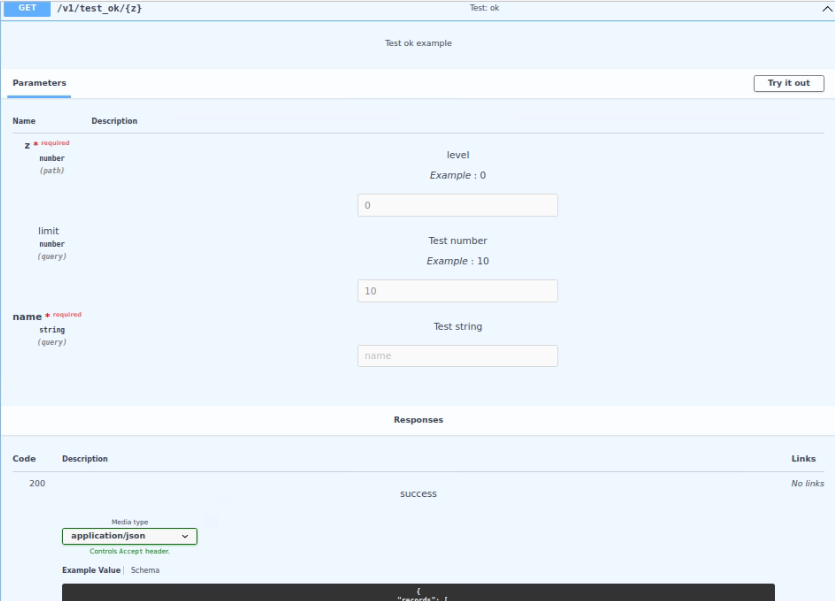 GET /v1/test_ok/{z} Test: ok
Test ok example
Parameters Try it out
Name Description
z * required
number
(path)
level
Example : 0
0
limit
number
(query)
Test number
Example : 10
10
name * required
string
(query)
Test string
name
Responses
Code Description Links
200 success No links
Media type
application/json
Controls Accept header.
Example Value | Schema
{
"records": [